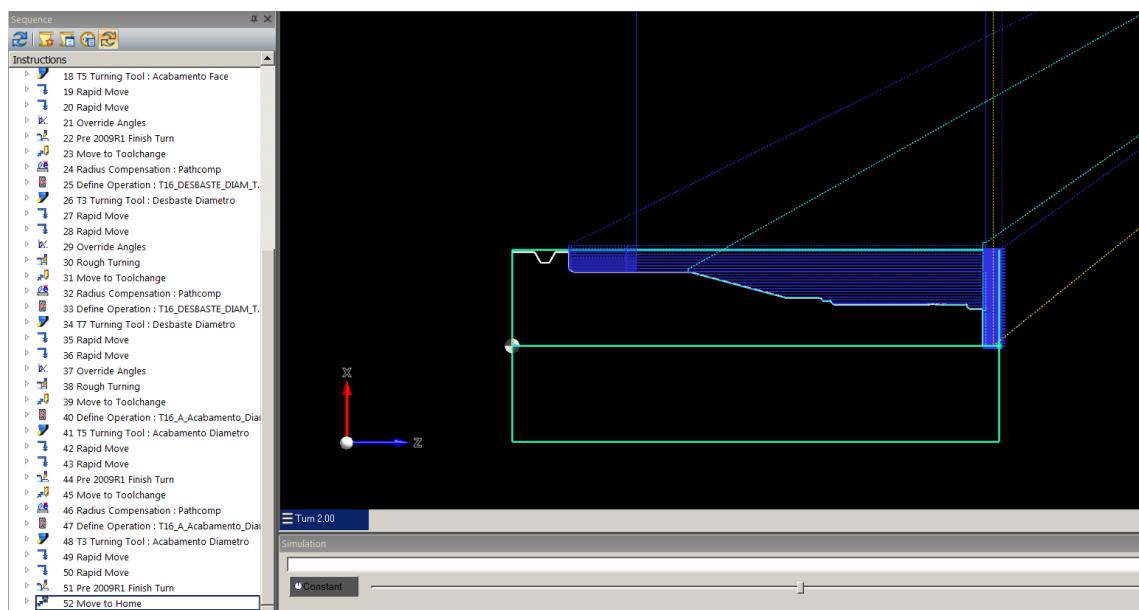 Sequence
Instructions
18 T5 Turning Tool : Acabamento Face
19 Rapid Move
20 Rapid Move
21 Override Angles
22 Pre 2009R1 Finish Turn
23 Move to Toolchange
24 Radius Compensation : Pathcomp
25 Define Operation : T16_DESBASTE_DIAM_T...
26 T3 Turning Tool : Desbaste Diametro
27 Rapid Move
28 Rapid Move
29 Override Angles
30 Rough Turning
31 Move to Toolchange
32 Radius Compensation : Pathcomp
33 Define Operation : T16_DESBASTE_DIAM_T...
34 T7 Turning Tool : Desbaste Diametro
35 Rapid Move
36 Rapid Move
37 Override Angles
38 Rough Turning
39 Move to Toolchange
40 Define Operation : T16_A_Acabamento_Dia
41 T5 Turning Tool : Acabamento Diametro
42 Rapid Move
43 Rapid Move
44 Pre 2009R1 Finish Turn
45 Move to Toolchange
46 Radius Compensation : Pathcomp
47 Define Operation : T16_A_Acabamento_Dia
48 T3 Turning Tool : Acabamento Diametro
49 Rapid Move
50 Rapid Move
51 Pre 2009R1 Finish Turn
52 Move to Home
X
Z
Turn 2.00
Simulation
Constant